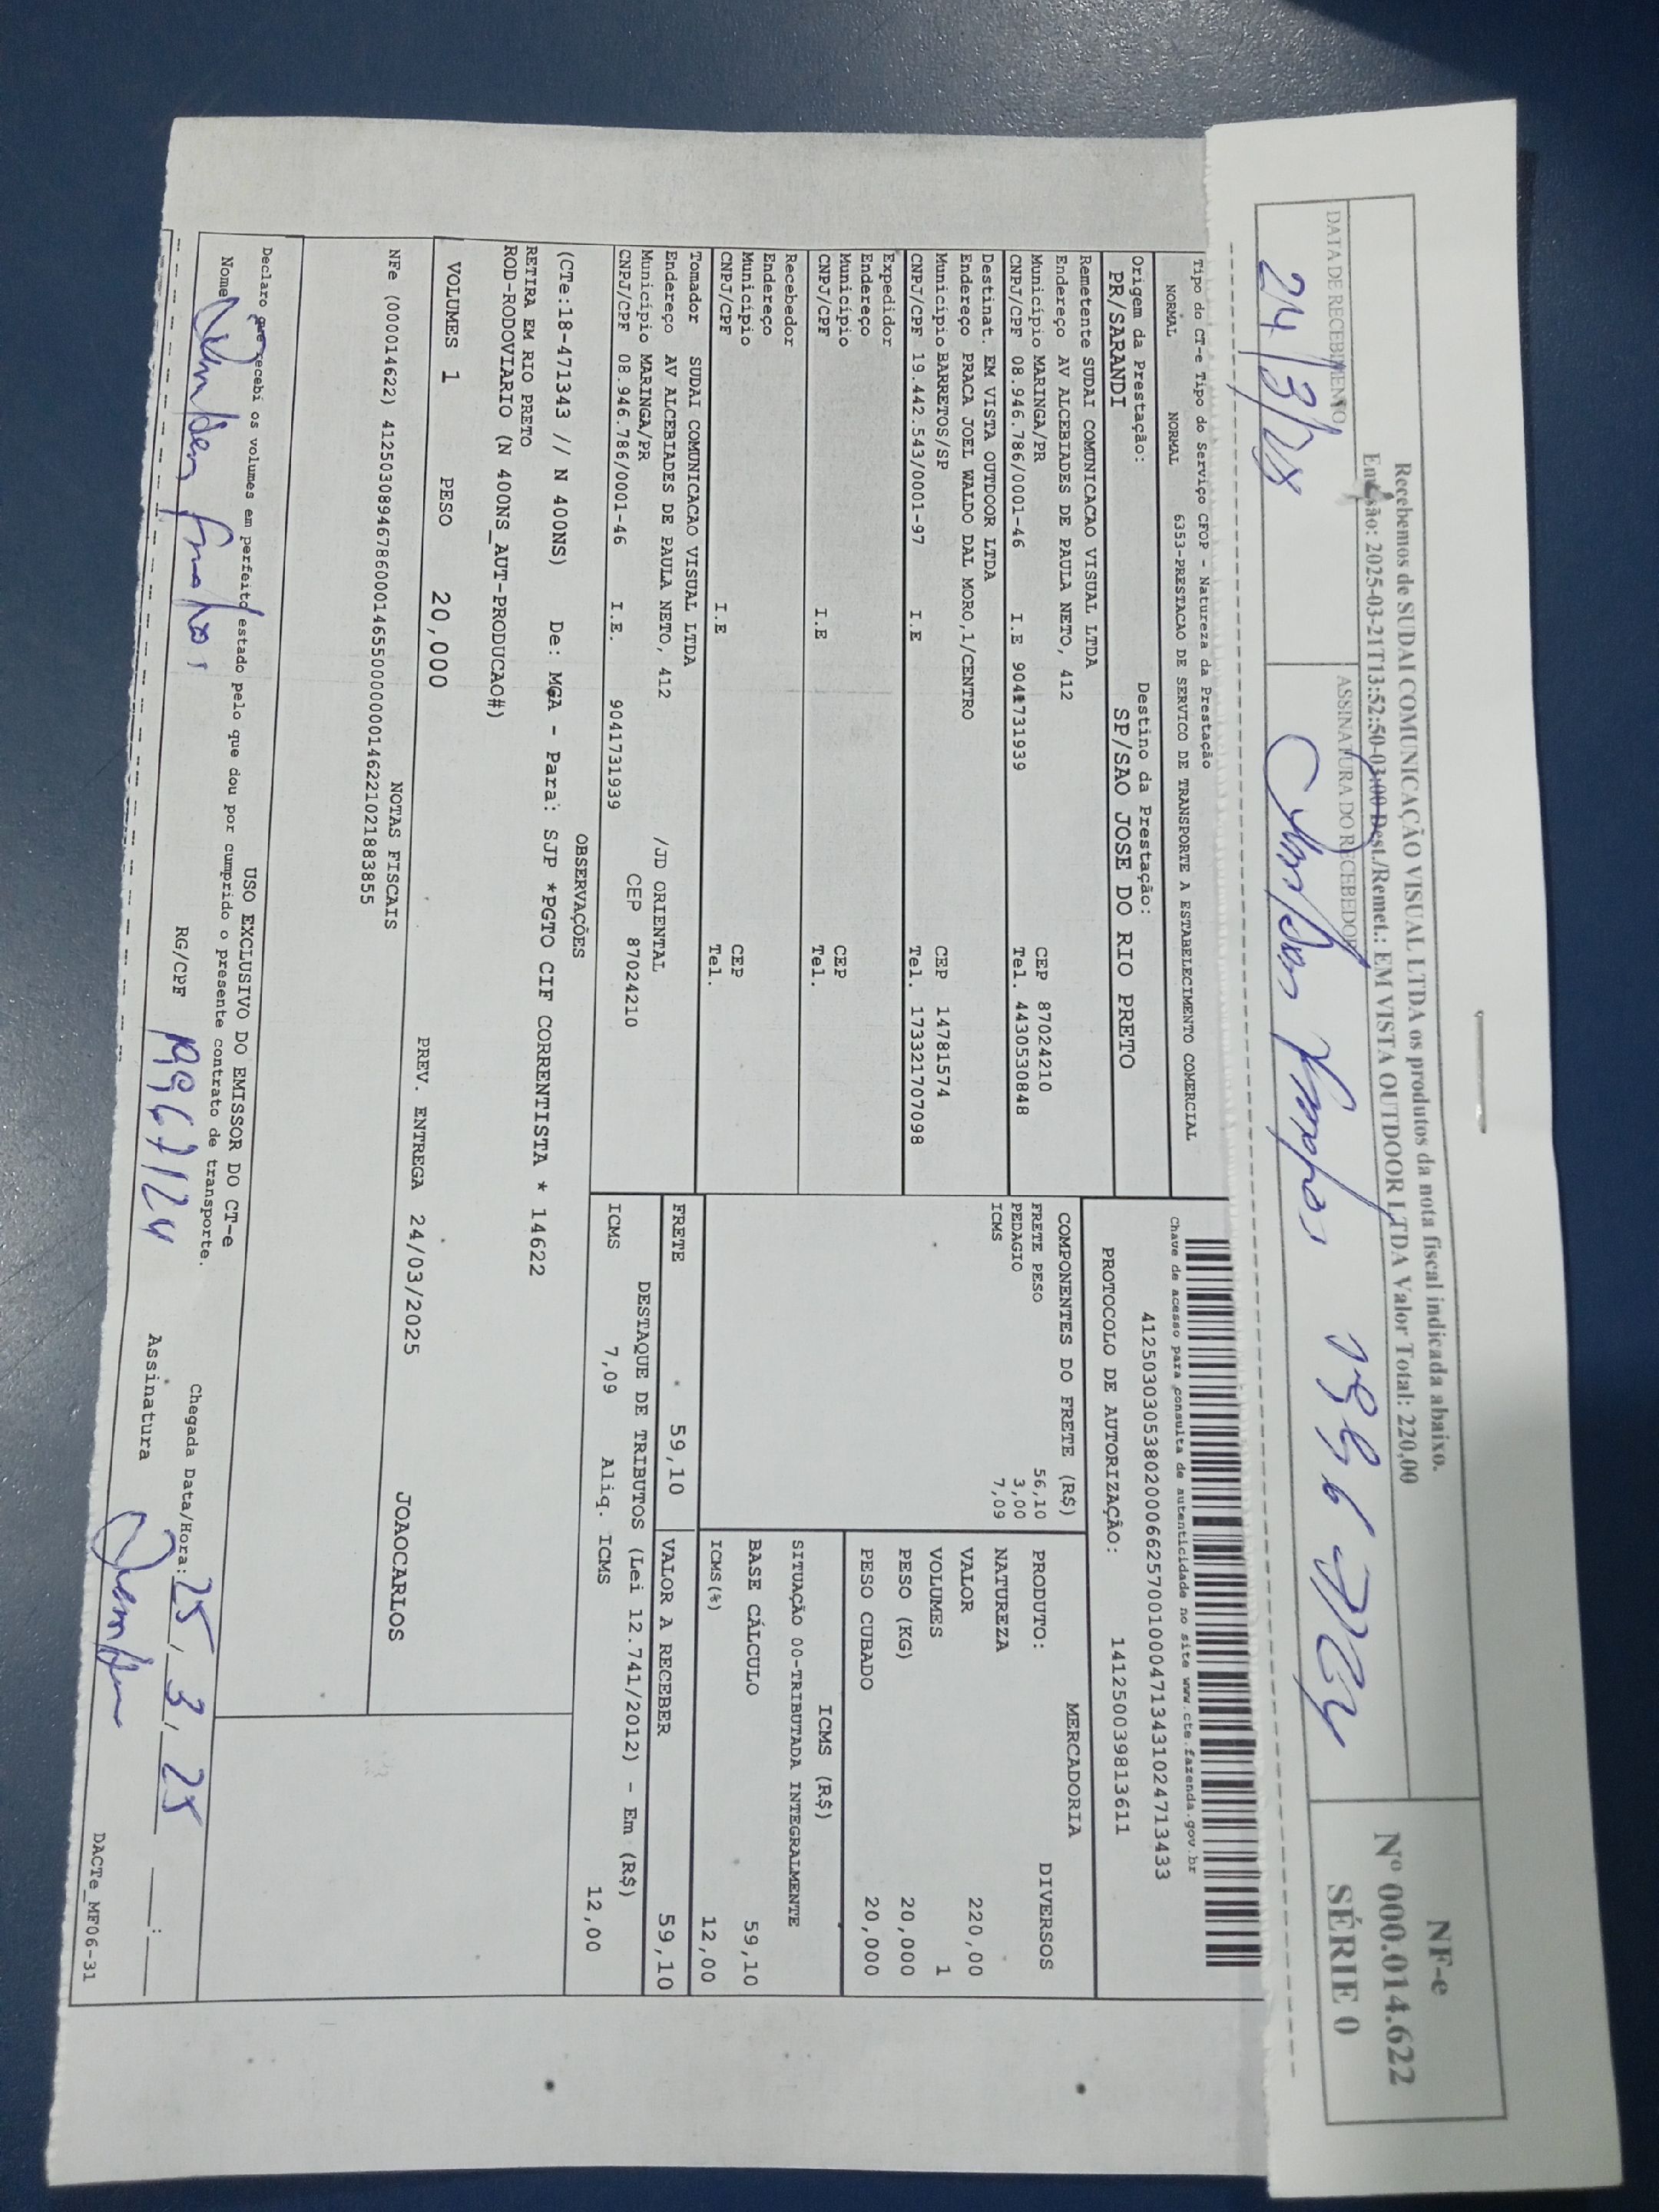 Recebemos de SUDAI COMUNICAÇÃO VISUAL LTDA os produtos da nota fiscal indicada abaixo.
Emissão: 2025-03-21T13:52:50-03:00 Dest./Remet.: EM VISTA OUTDOOR LTDA Valor Total: 220,00
DATA DE RECEBIMENTO
ASSINATURA DO RECEBEDOR
24/3/25
NF-e
Nº 000.014.622
SÉRIE 0
Tipo do CT-e Tipo do Serviço CFOP - Natureza da Prestação
NORMAL NORMAL 6353-PRESTACAO DE SERVICO DE TRANSPORTE A ESTABELECIMENTO COMERCIAL
Origem da Prestação: Destino da Prestação:
PR/SARANDI SP/SAO JOSE DO RIO PRETO
Chave de acesso para consulta de autenticidade no site www.cte.fazenda.gov.br
41250303053802000662570010004713431024713433
PROTOCOLO DE AUTORIZAÇÃO: 141250039813611
Remetente SUDAI COMUNICACAO VISUAL LTDA
Endereço AV ALCEBIADES DE PAULA NETO, 412
Município MARINGA/PR CEP 87024210
CNPJ/CPF 08.946.786/0001-46 I.E 9041731939 Tel. 443053​0848
Destinat. EM VISTA OUTDOOR LTDA
Endereço PRACA JOEL WALDO DAL MORO,1/CENTRO
Município BARRETOS/SP CEP 14781574
CNPJ/CPF 19.442.543/0001-97 I.E Tel. 1733217070​98
Expedidor
Endereço
Município CEP
CNPJ/CPF I.E Tel.
Recebedor
Endereço
Município CEP
CNPJ/CPF I.E Tel.
Tomador SUDAI COMUNICACAO VISUAL LTDA
Endereço AV ALCEBIADES DE PAULA NETO, 412 /JD ORIENTAL
Município MARINGA/PR CEP 87024210
CNPJ/CPF 08.946.786/0001-46 I.E. 9041731939
COMPONENTES DO FRETE (R$)
FRETE PESO 56,10
PEDAGIO 3,00
ICMS 7,09
MERCADORIA
PRODUTO: DIVERSOS
NATUREZA
VALOR 220,00
VOLUMES 1
PESO (KG) 20,000
PESO CUBADO 20,000
ICMS (R$)
SITUAÇÃO 00-TRIBUTADA INTEGRALMENTE
BASE CÁLCULO 59,10
ICMS(%) 12,00
FRETE 59,10 VALOR A RECEBER 59,10
DESTAQUE DE TRIBUTOS (Lei 12.741/2012) - Em (R$)
ICMS 7,09 Aliq. ICMS 12,00
OBSERVAÇÕES
(CTe:18-471343 // N 400NS) De: MGA - Para: SJP *PGTO CIF CORRENTISTA * 14622
RETIRA EM RIO PRETO
ROD-RODOVIARIO (N 400NS_AUT-PRODUCAO#)
VOLUMES 1 PESO 20,000 PREV. ENTREGA 24/03/2025 JOAOCARLOS
NOTAS FISCAIS
NFe (000014622) 41250308946786000146550000000146221021883855
USO EXCLUSIVO DO EMISSOR DO CT-e
Declaro que recebi os volumes em perfeito estado pelo que dou por cumprido o presente contrato de transporte.
Chegada Data/Hora: 25/3/25 __:__
Nome RG/CPF 19967124 Assinatura
DACTe_MF06-31